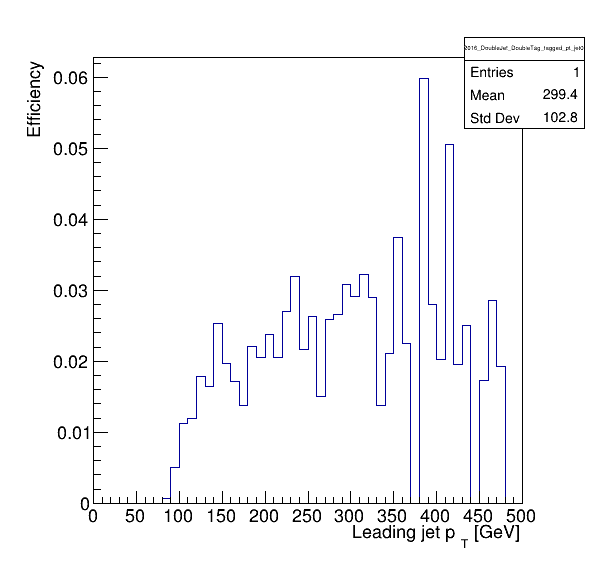 2016_DoubleJet_DoubleTag_tagged_pt_jet0
Entries 1
Mean 299.4
Std Dev 102.8
Efficiency
0.06
0.05
0.04
0.03
0.02
0.01
0
0 50 100 150 200 250 300 350 400 450 500
Leading jet p T [GeV]